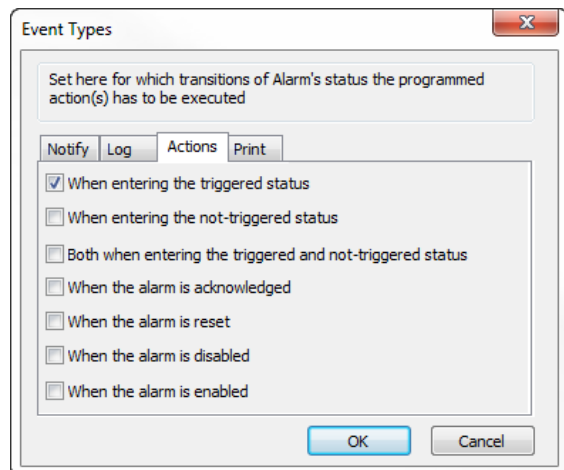 Event Types
Set here for which transitions of Alarm's status the programmed
action(s) has to be executed
Notify Log Actions Print
When entering the triggered status
When entering the not-triggered status
Both when entering the triggered and not-triggered status
When the alarm is acknowledged
When the alarm is reset
When the alarm is disabled
When the alarm is enabled
OK Cancel